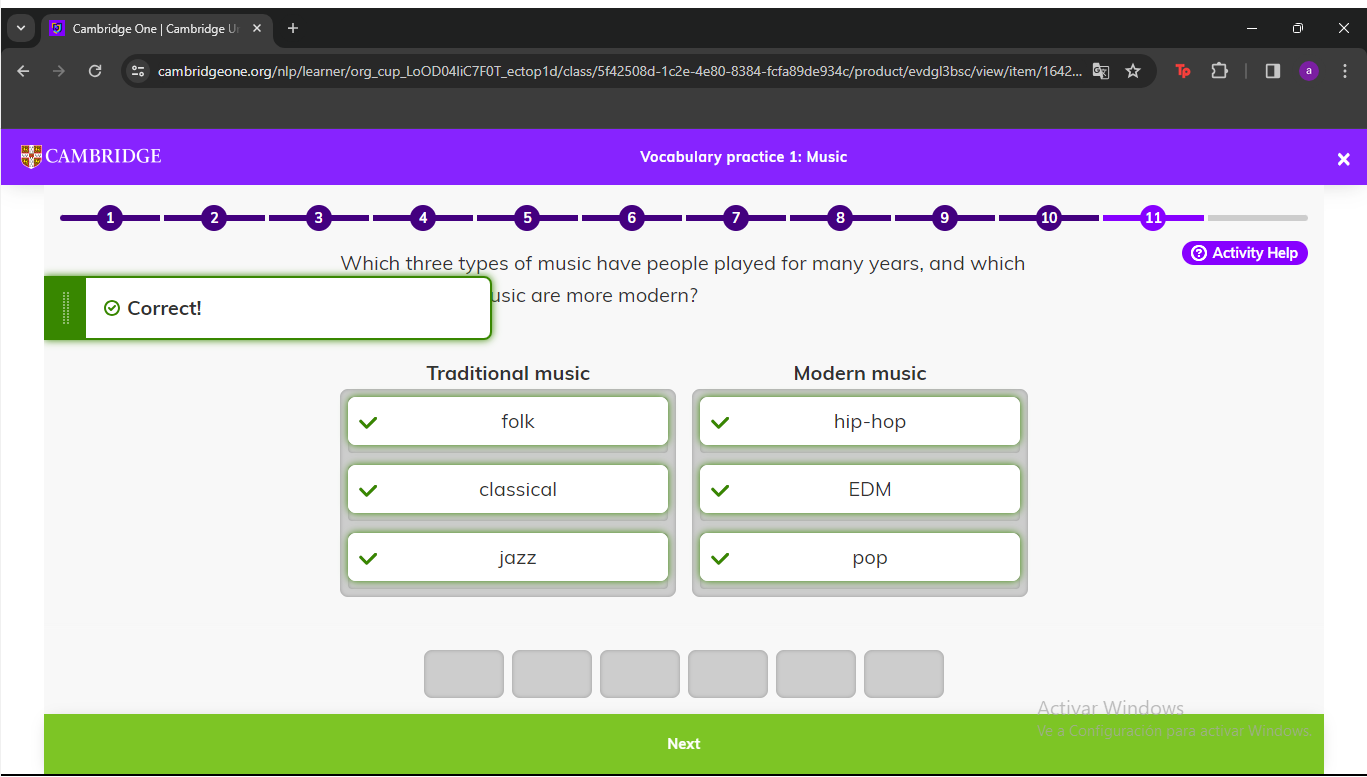 Cambridge One | Cambridge U
cambridgeone.org/nlp/learner/org_cup_LoOD04IiC7F0T_ectop1d/class/5f42508d-1c2e-4e80-8384-fcfa89de934c/product/evdgl3bsc/view/item/1642...
Tp
a
CAMBRIDGE
Vocabulary practice 1: Music
1 2 3 4 5 6 7 8 9 10 11
Activity Help
Which three types of music have people played for many years, and which
usic are more modern?
Correct!
Traditional music
Modern music
folk
hip-hop
classical
EDM
jazz
pop
Activar Windows
Ve a Configuración para activar Windows.
Next